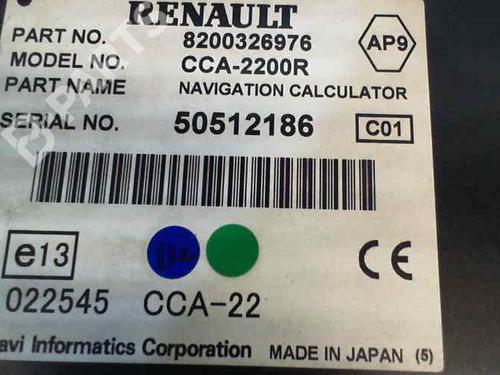 RENAULT
PART NO. 8200326976 AP9
MODEL NO. CCA-2200R
PART NAME NAVIGATION CALCULATOR
SERIAL NO. 50512186 C01
e13 CE
022545 CCA-22
avi Informatics Corporation MADE IN JAPAN (5)